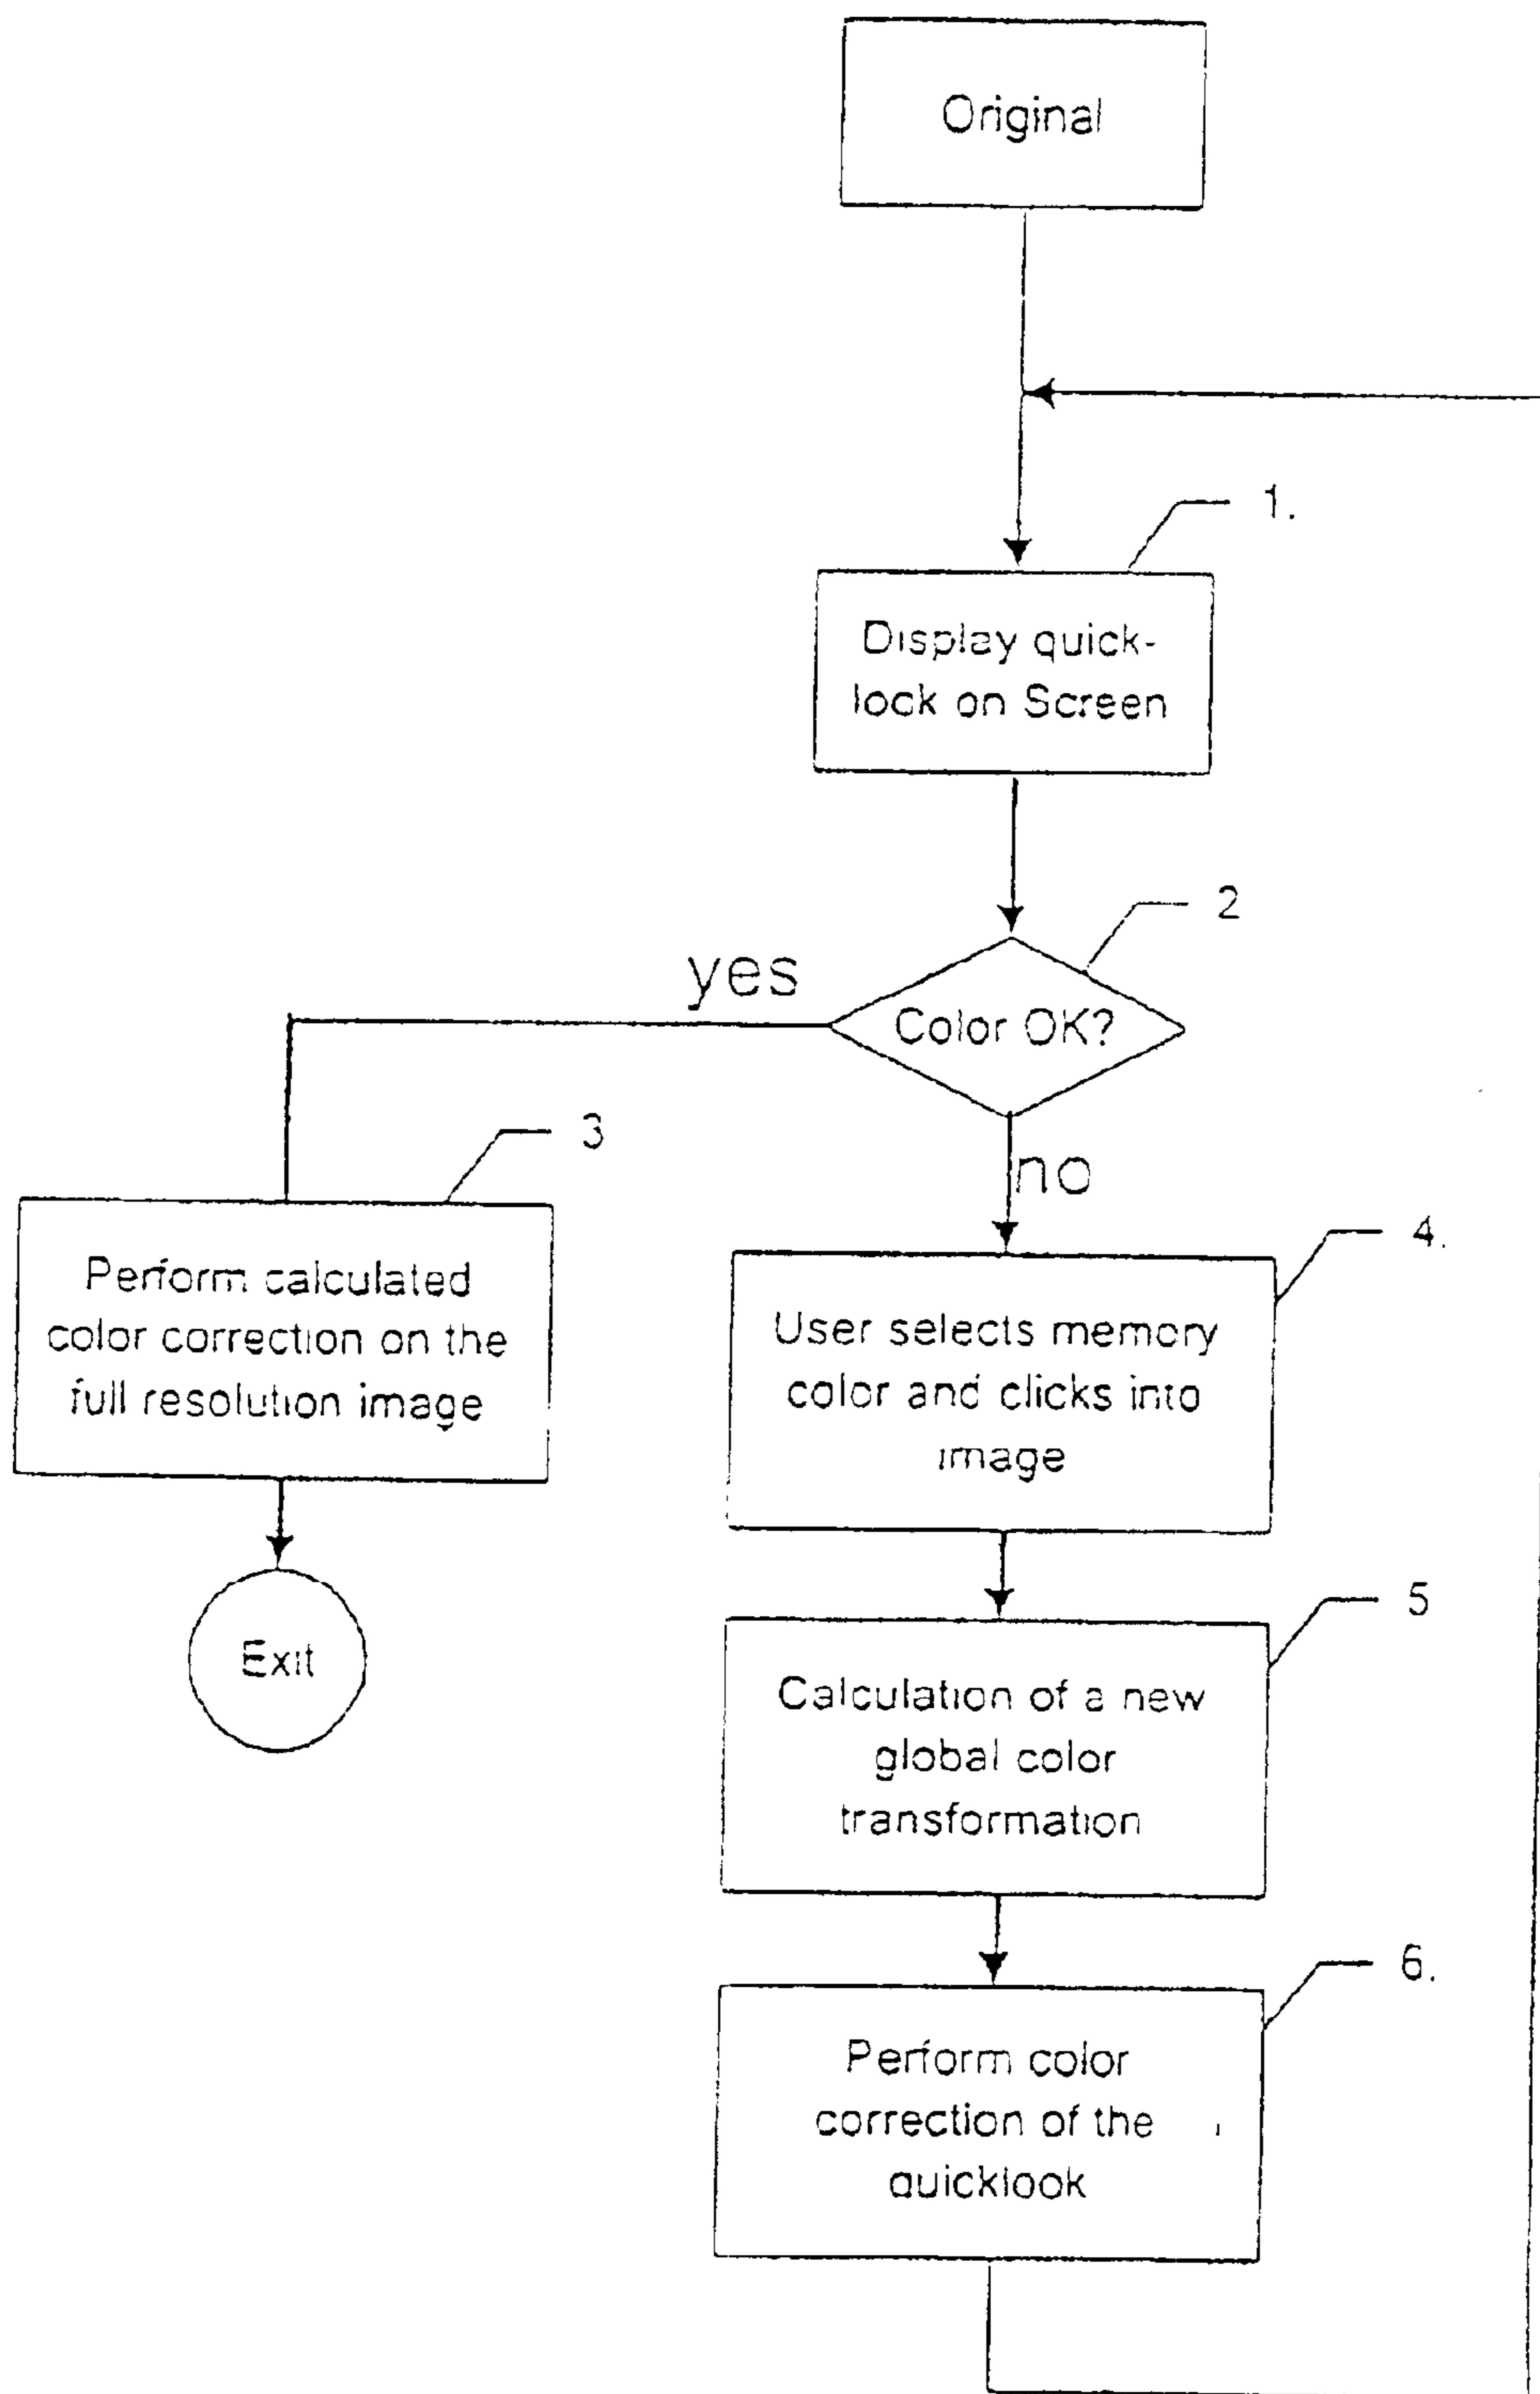 Original
1.
Display quick-
lock on Screen
2
yes
Color OK?
no
3
Perform calculated
color correction on the
full resolution image
Exit
4.
User selects memory
color and clicks into
image
5
Calculation of a new
global color
transformation
6.
Perform color
correction of the
quicklook